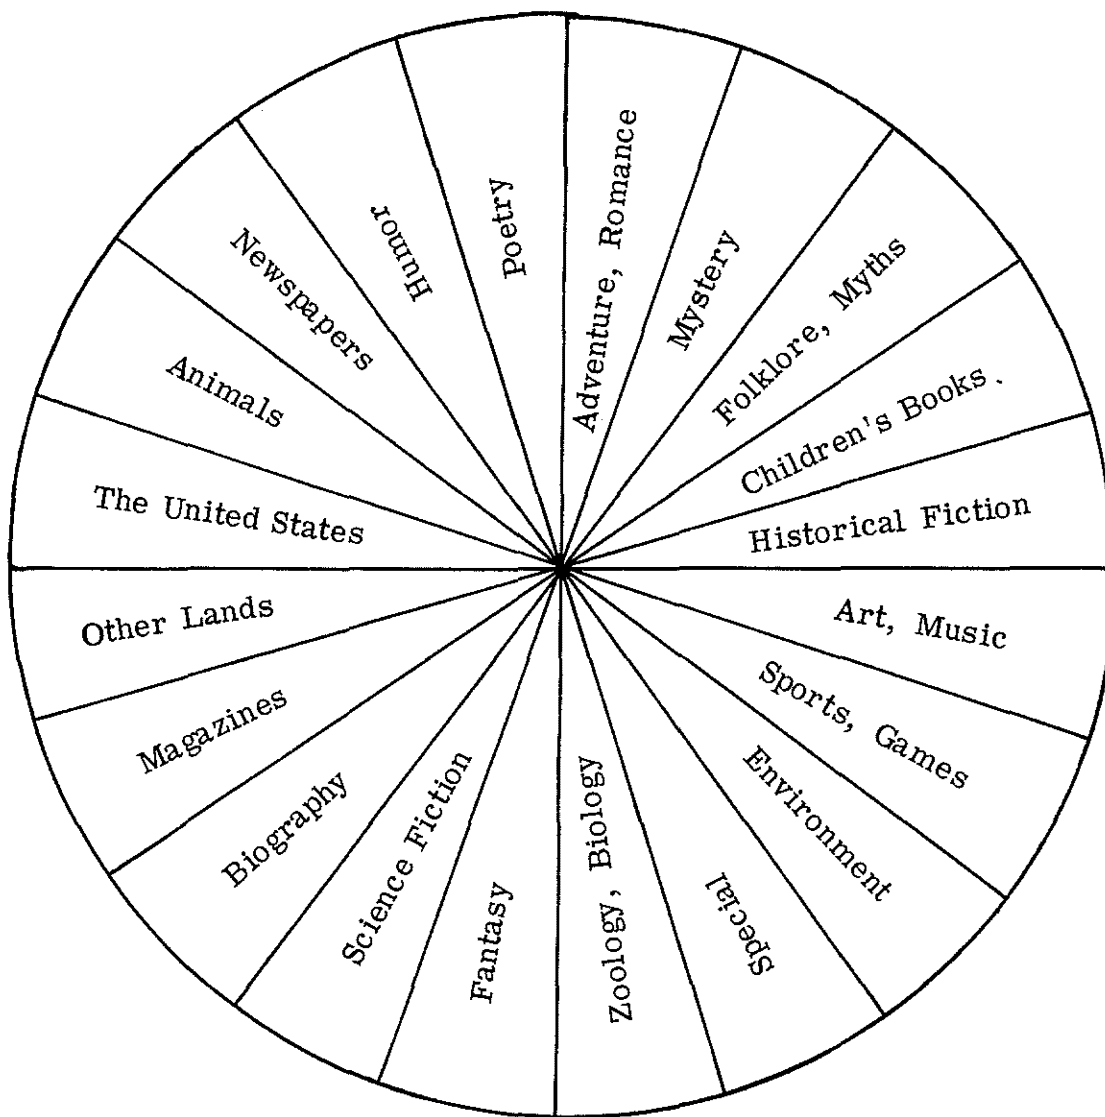 Adventure, Romance
Mystery
Folklore, Myths
Children's Books.
Historical Fiction
Art, Music
Sports, Games
Environment
Special
Zoology, Biology
Fantasy
Science Fiction
Biography
Magazines
Other Lands
The United States
Animals
Newspapers
Humor
Poetry